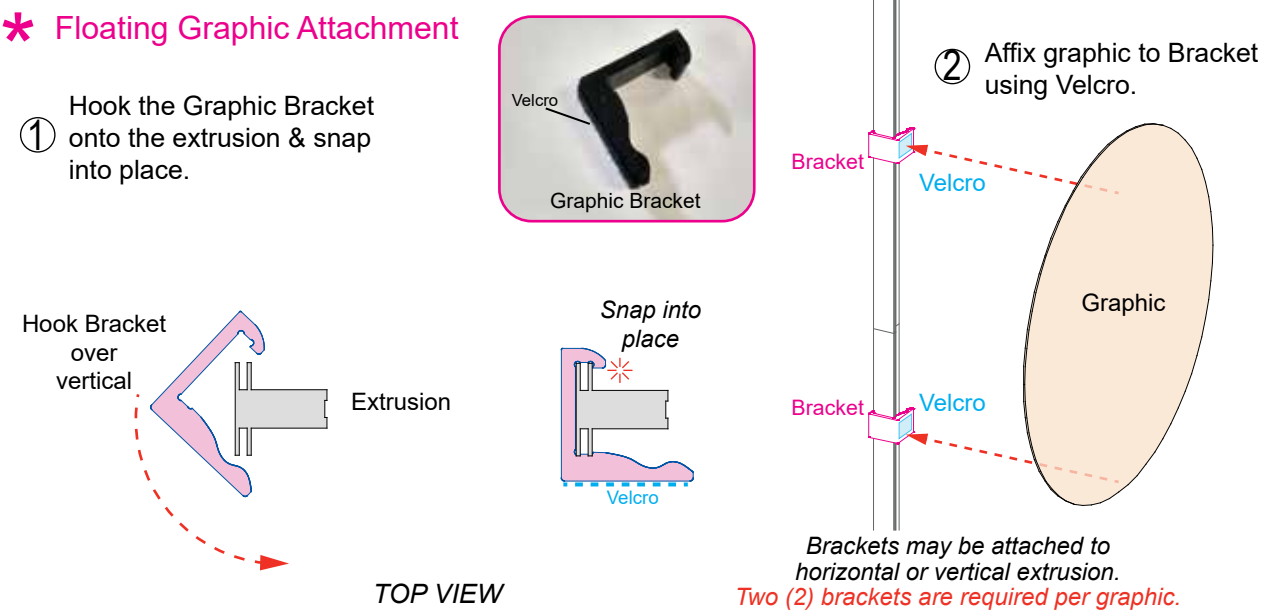 * Floating Graphic Attachment
1 Hook the Graphic Bracket
onto the extrusion & snap
into place.
Velcro
Graphic Bracket
2 Affix graphic to Bracket
using Velcro.
Bracket
Velcro
Graphic
Bracket
Velcro
Hook Bracket
over
vertical
Extrusion
Snap into
place
Velcro
TOP VIEW
Brackets may be attached to
horizontal or vertical extrusion.
Two (2) brackets are required per graphic.